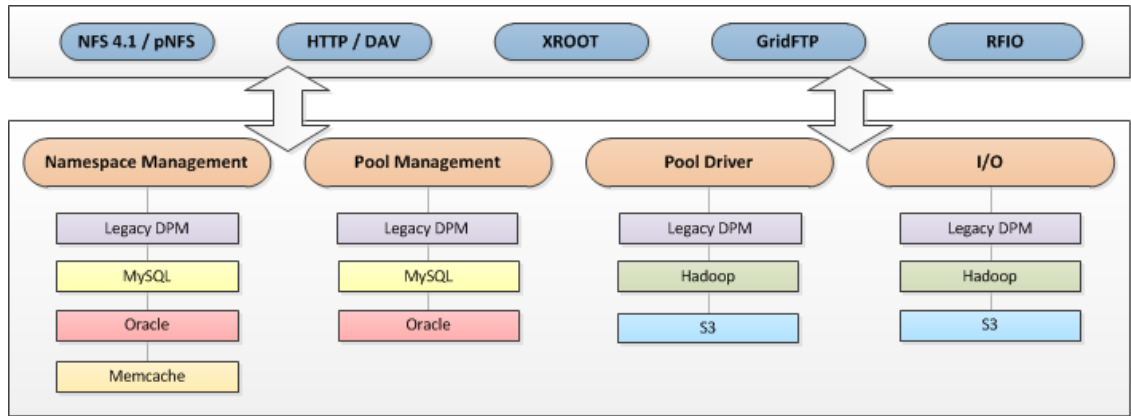 NFS 4.1 / pNFS
HTTP / DAV
XROOT
GridFTP
RFIO
Namespace Management
Pool Management
Pool Driver
I/O
Legacy DPM
Legacy DPM
Legacy DPM
Legacy DPM
MySQL
MySQL
Hadoop
Hadoop
Oracle
Oracle
S3
S3
Memcache